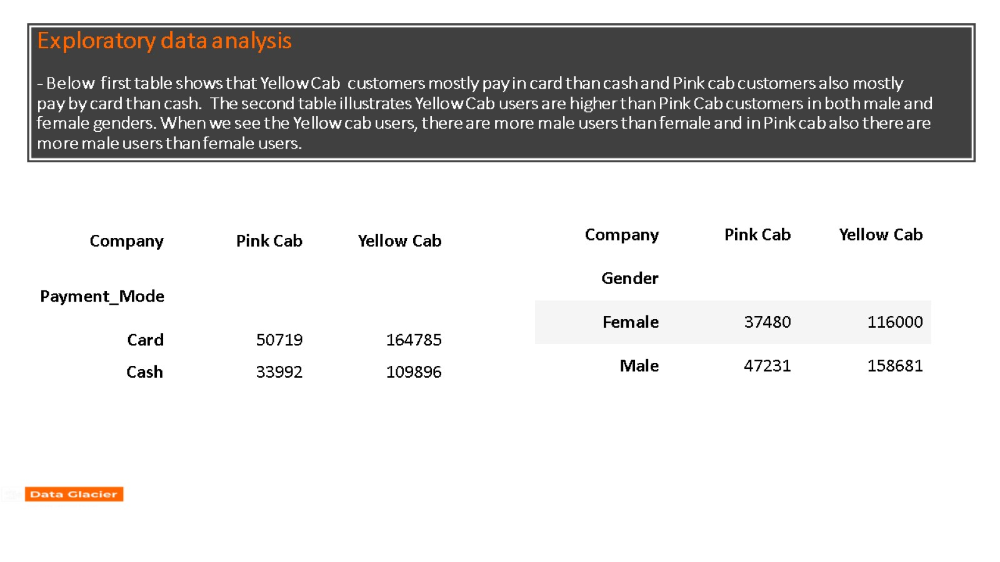 Exploratory data analysis
- Below first table shows that Yellow Cab customers mostly pay in card than cash and Pink cab customers also mostly
pay by card than cash. The second table illustrates Yellow Cab users are higher than Pink Cab customers in both male and
female genders. When we see the Yellow cab users, there are more male users than female and in Pink cab also there are
more male users than female users.
Company Pink Cab Yellow Cab
Payment_Mode
Card 50719 164785
Cash 33992 109896
Company Pink Cab Yellow Cab
Gender
Female 37480 116000
Male 47231 158681
Data Glacier